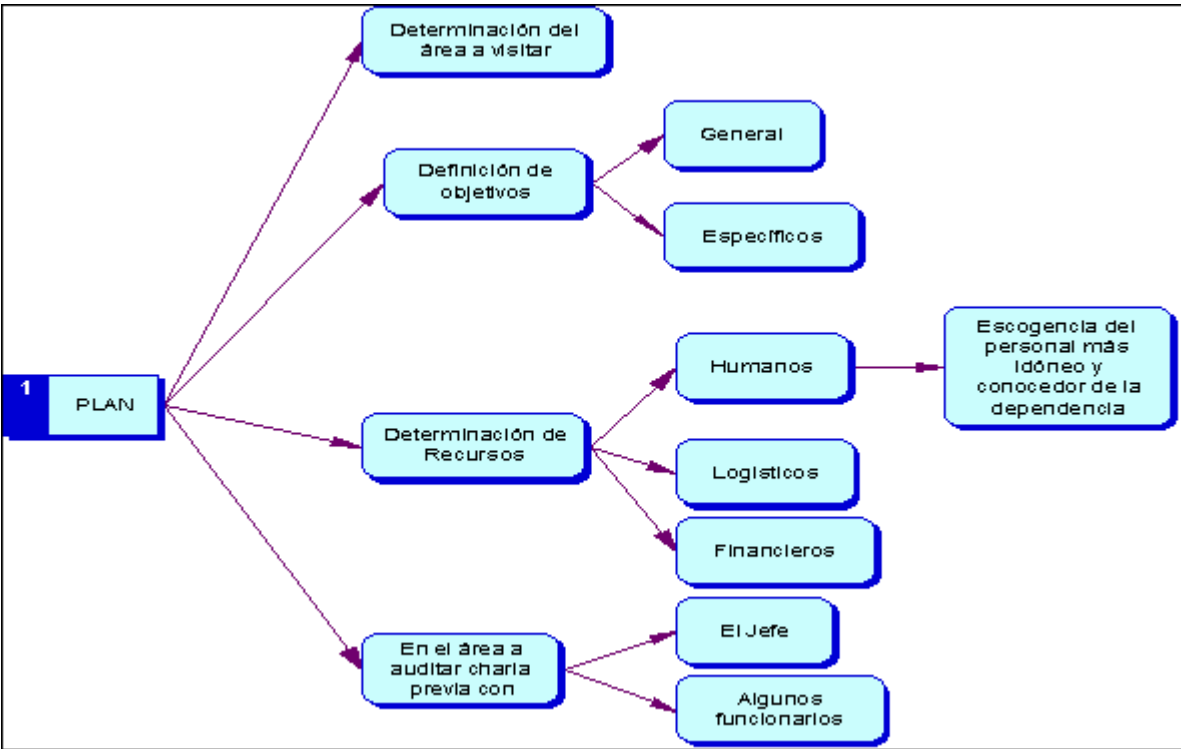 Determinación del
área a visitar
General
Definición de
objetivos
Específicos
Escogencia del
personal más
idóneo y
conocedor de la
dependencia
Humanos
1
PLAN
Determinación de
Recursos
Logísticos
Financieros
El Jefe
En el área a
auditar charla
previa con
Algunos
funcionarios